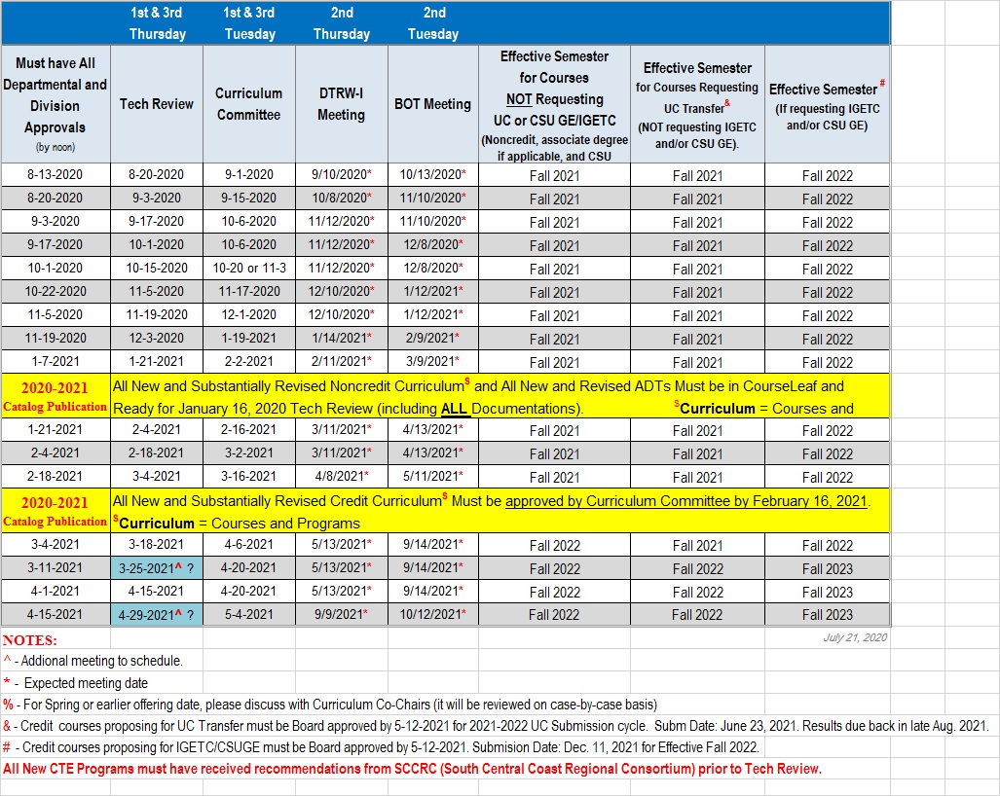 1st & 3rd Thursday 1st & 3rd Tuesday 2nd Thursday 2nd Tuesday
Must have All Departmental and Division Approvals (by noon) Tech Review Curriculum Committee DTRW-I Meeting BOT Meeting Effective Semester for Courses NOT Requesting UC or CSU GE/IGETC (Noncredit, associate degree if applicable, and CSU Effective Semester for Courses Requesting UC Transfer& (NOT requesting IGETC and/or CSU GE). Effective Semester # (If requesting IGETC and/or CSU GE)
8-13-2020 8-20-2020 9-1-2020 9/10/2020* 10/13/2020* Fall 2021 Fall 2021 Fall 2022
8-20-2020 9-3-2020 9-15-2020 10/8/2020* 11/10/2020* Fall 2021 Fall 2021 Fall 2022
9-3-2020 9-17-2020 10-6-2020 11/12/2020* 11/10/2020* Fall 2021 Fall 2021 Fall 2022
9-17-2020 10-1-2020 10-6-2020 11/12/2020* 12/8/2020* Fall 2021 Fall 2021 Fall 2022
10-1-2020 10-15-2020 10-20 or 11-3 11/12/2020* 12/8/2020* Fall 2021 Fall 2021 Fall 2022
10-22-2020 11-5-2020 11-17-2020 12/10/2020* 1/12/2021* Fall 2021 Fall 2021 Fall 2022
11-5-2020 11-19-2020 12-1-2020 12/10/2020* 1/12/2021* Fall 2021 Fall 2021 Fall 2022
11-19-2020 12-3-2020 1-19-2021 1/14/2021* 2/9/2021* Fall 2021 Fall 2021 Fall 2022
1-7-2021 1-21-2021 2-2-2021 2/11/2021* 3/9/2021* Fall 2021 Fall 2021 Fall 2022
2020-2021 All New and Substantially Revised Noncredit Curriculum$ and All New and Revised ADTs Must be in CourseLeaf and
Catalog Publication Ready for January 16, 2020 Tech Review (including ALL Documentations). $Curriculum = Courses and
1-21-2021 2-4-2021 2-16-2021 3/11/2021* 4/13/2021* Fall 2021 Fall 2021 Fall 2022
2-4-2021 2-18-2021 3-2-2021 3/11/2021* 4/13/2021* Fall 2021 Fall 2021 Fall 2022
2-18-2021 3-4-2021 3-16-2021 4/8/2021* 5/11/2021* Fall 2021 Fall 2021 Fall 2022
2020-2021 All New and Substantially Revised Credit Curriculum$ Must be approved by Curriculum Committee by February 16, 2021.
Catalog Publication $Curriculum = Courses and Programs
3-4-2021 3-18-2021 4-6-2021 5/13/2021* 9/14/2021* Fall 2022 Fall 2021 Fall 2022
3-11-2021 3-25-2021^ ? 4-20-2021 5/13/2021* 9/14/2021* Fall 2022 Fall 2022 Fall 2023
4-1-2021 4-15-2021 4-20-2021 5/13/2021* 9/14/2021* Fall 2022 Fall 2022 Fall 2023
4-15-2021 4-29-2021^ ? 5-4-2021 9/9/2021* 10/12/2021* Fall 2022 Fall 2022 Fall 2023
NOTES: July 21, 2020
^ - Addional meeting to schedule.
* - Expected meeting date
% - For Spring or earlier offering date, please discuss with Curriculum Co-Chairs (it will be reviewed on case-by-case basis)
& - Credit courses proposing for UC Transfer must be Board approved by 5-12-2021 for 2021-2022 UC Submission cycle. Subm Date: June 23, 2021. Results due back in late Aug. 2021.
# - Credit courses proposing for IGETC/CSUGE must be Board approved by 5-12-2021. Submision Date: Dec. 11, 2021 for Effective Fall 2022.
All New CTE Programs must have received recommendations from SCCRC (South Central Coast Regional Consortium) prior to Tech Review.